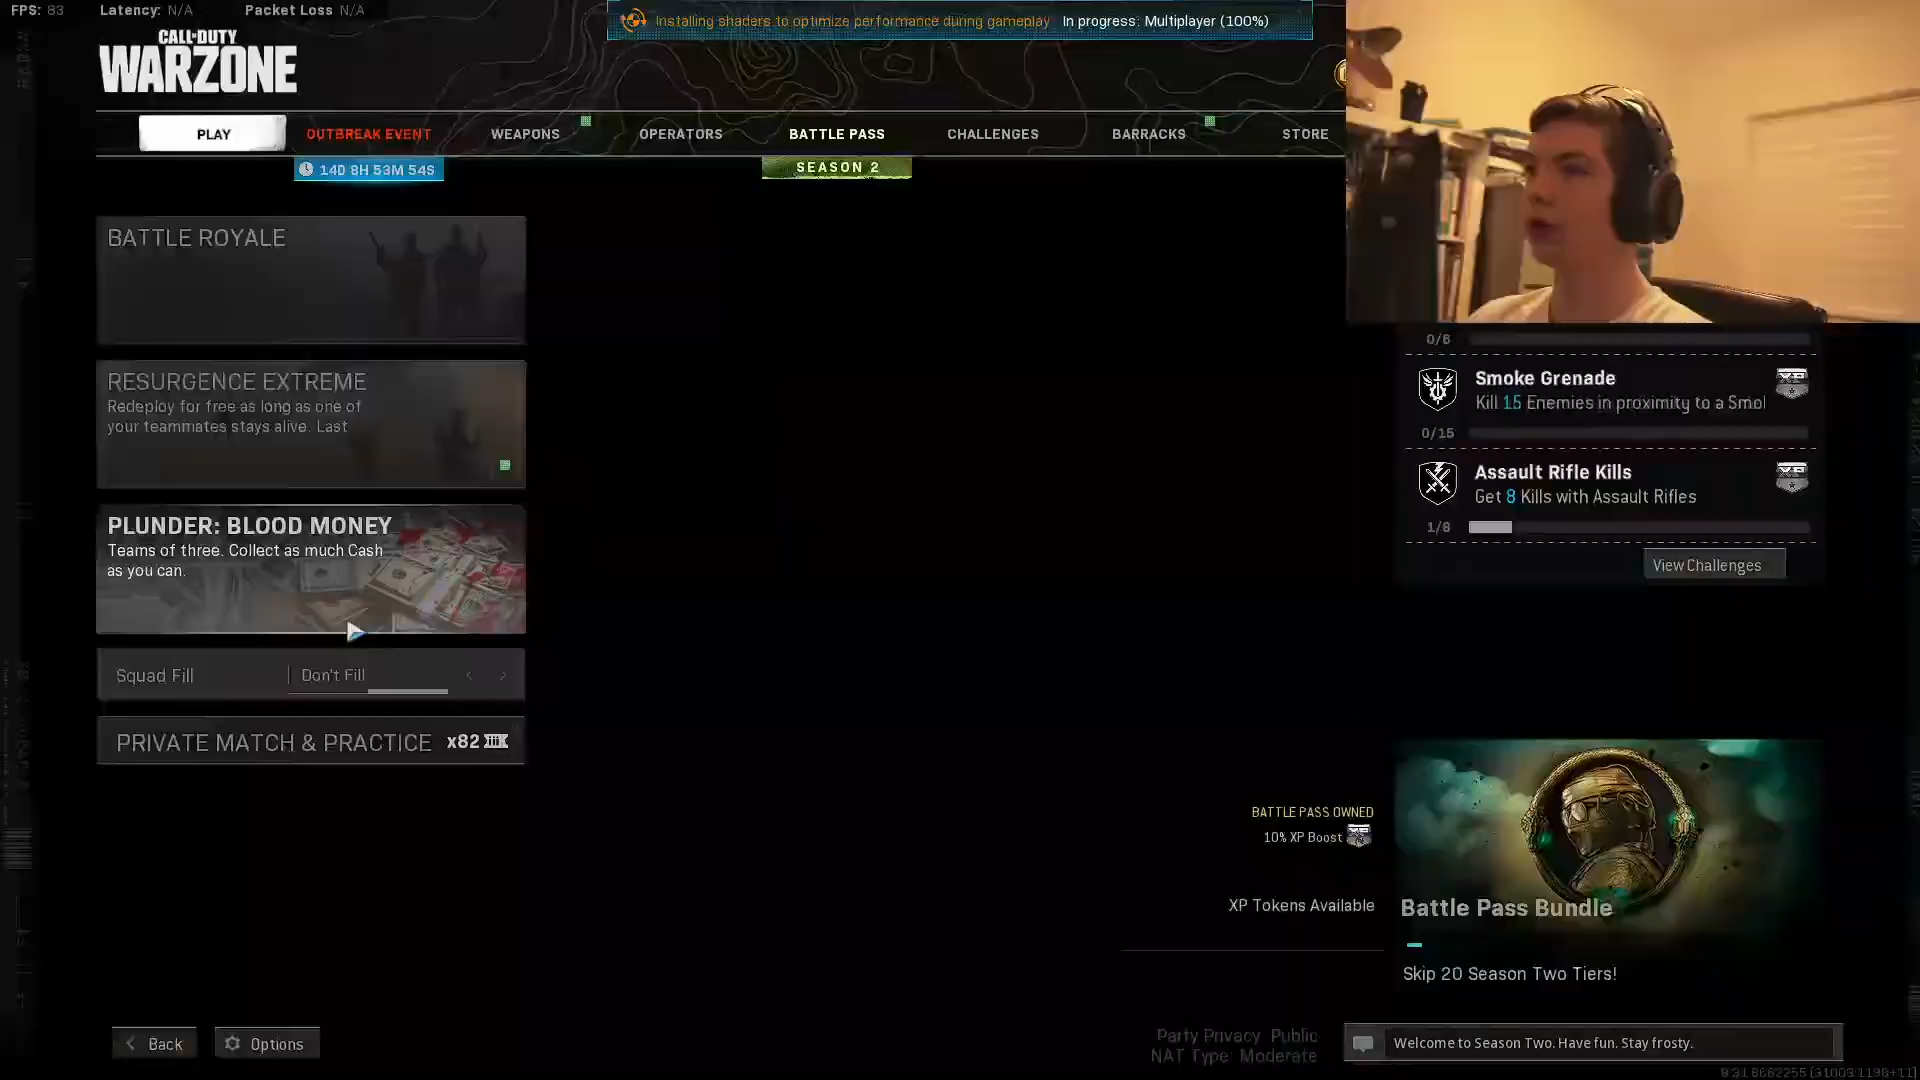 FPS: 83 Latency: N/A Packet Loss N/A
Installing shaders to optimize performance during gameplay In progress: Multiplayer (100%)
CALL OF DUTY
WARZONE
PLAY OUTBREAK EVENT WEAPONS OPERATORS BATTLE PASS CHALLENGES BARRACKS STORE
14D 8H 53M 54S SEASON 2
BATTLE ROYALE
RESURGENCE EXTREME
Redeploy for free as long as one of
your teammates stays alive. Last
PLUNDER: BLOOD MONEY
Teams of three. Collect as much Cash
as you can.
Squad Fill Don't Fill
PRIVATE MATCH & PRACTICE x82
0/6
Smoke Grenade
Kill 15 Enemies in proximity to a Smol
0/15
Assault Rifle Kills
Get 8 Kills with Assault Rifles
1/8
View Challenges
BATTLE PASS OWNED
10% XP Boost
XP Tokens Available
Battle Pass Bundle
Skip 20 Season Two Tiers!
Back Options
Party Privacy Public
NAT Type Moderate
Welcome to Season Two. Have fun. Stay frosty.